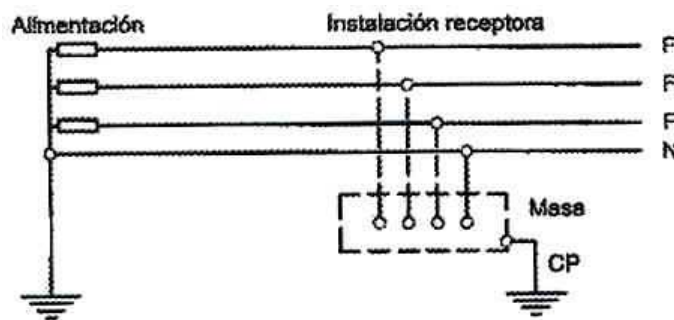 Alimentación
Instalación receptora
F
F
F
N
Masa
CP